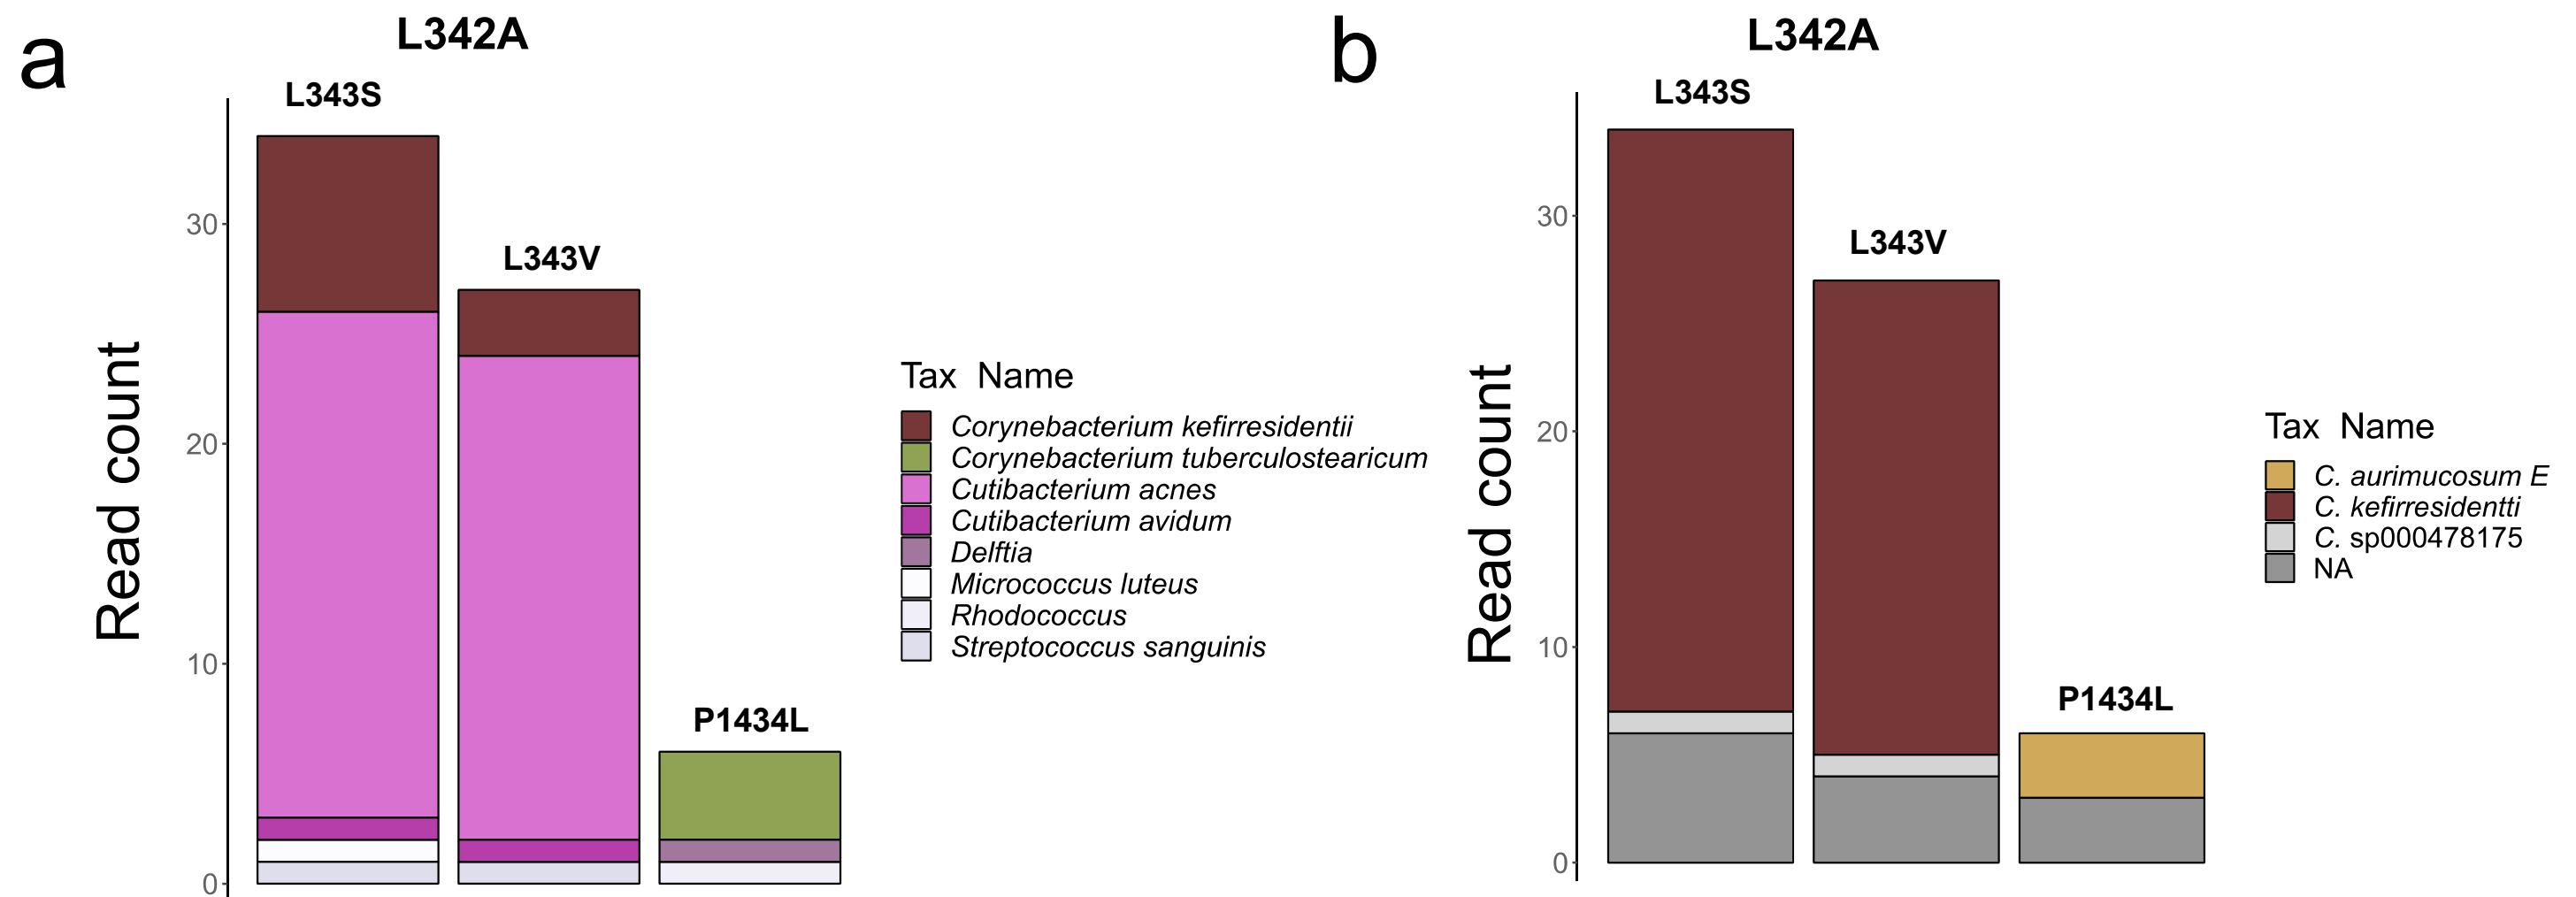 a
L342A
L343S
L343V
P1434L
Read count
30
20
10
0
Tax Name
Corynebacterium kefirresidentii
Corynebacterium tuberculostearicum
Cutibacterium acnes
Cutibacterium avidum
Delftia
Micrococcus luteus
Rhodococcus
Streptococcus sanguinis
b
L342A
L343S
L343V
P1434L
Read count
30
20
10
0
Tax Name
C. aurimucosum E
C. kefirresidentti
C. sp000478175
NA